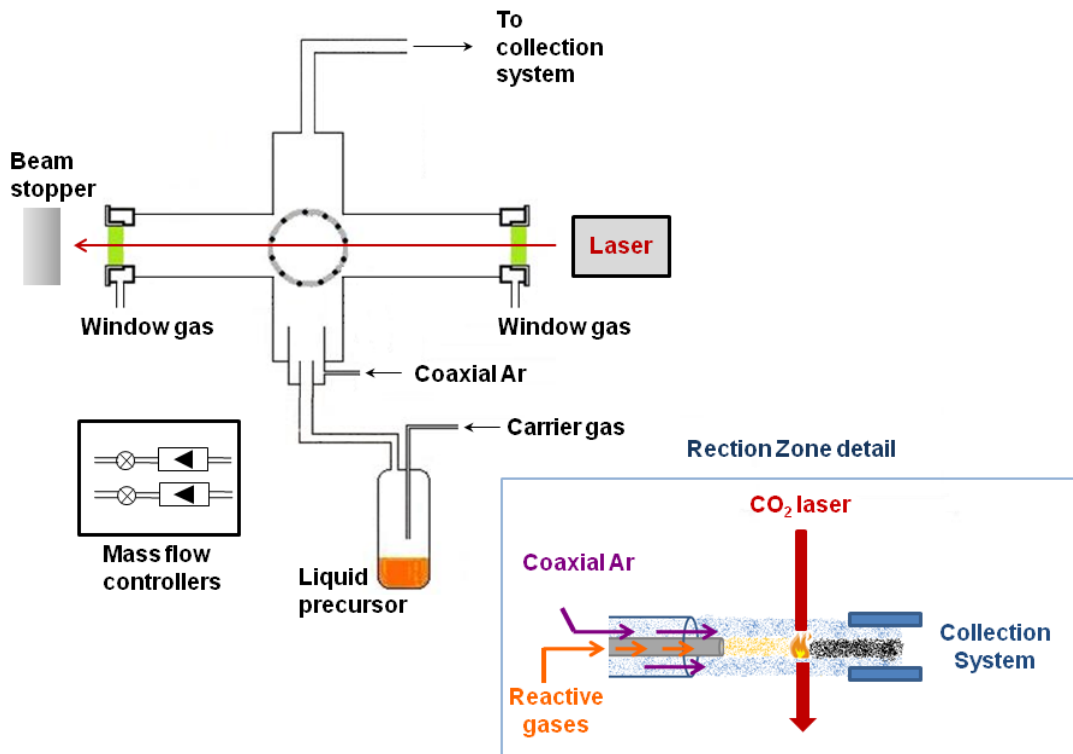 To
collection
system
Beam
stopper
Laser
Window gas
Window gas
Coaxial Ar
Carrier gas
Mass flow
controllers
Liquid
precursor
Rection Zone detail
CO₂ laser
Coaxial Ar
Collection
System
Reactive
gases